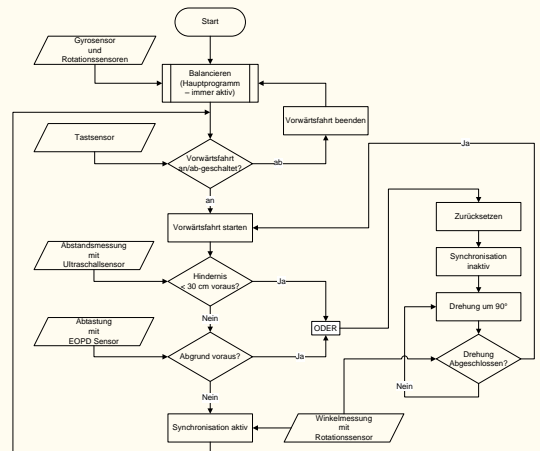 Start
Gyrosensor
und
Rotationssensoren
Balancieren
(Hauptprogramm
– immer aktiv)
Vorwärtsfahrt beenden
Tastsensor
Vorwärtsfahrt
an/ab-geschaltet?
ab
Ja
an
Vorwärtsfahrt starten
Zurücksetzen
Abstandsmessung
mit
Ultraschallsensor
Hindernis
< 30 cm voraus?
Ja
Synchronisation
inaktiv
Nein
ODER
Drehung um 90°
Abtastung
mit
EOPD Sensor
Abgrund voraus?
Ja
Drehung
Abgeschlossen?
Nein
Nein
Synchronisation aktiv
Winkelmessung
mit
Rotationssensor